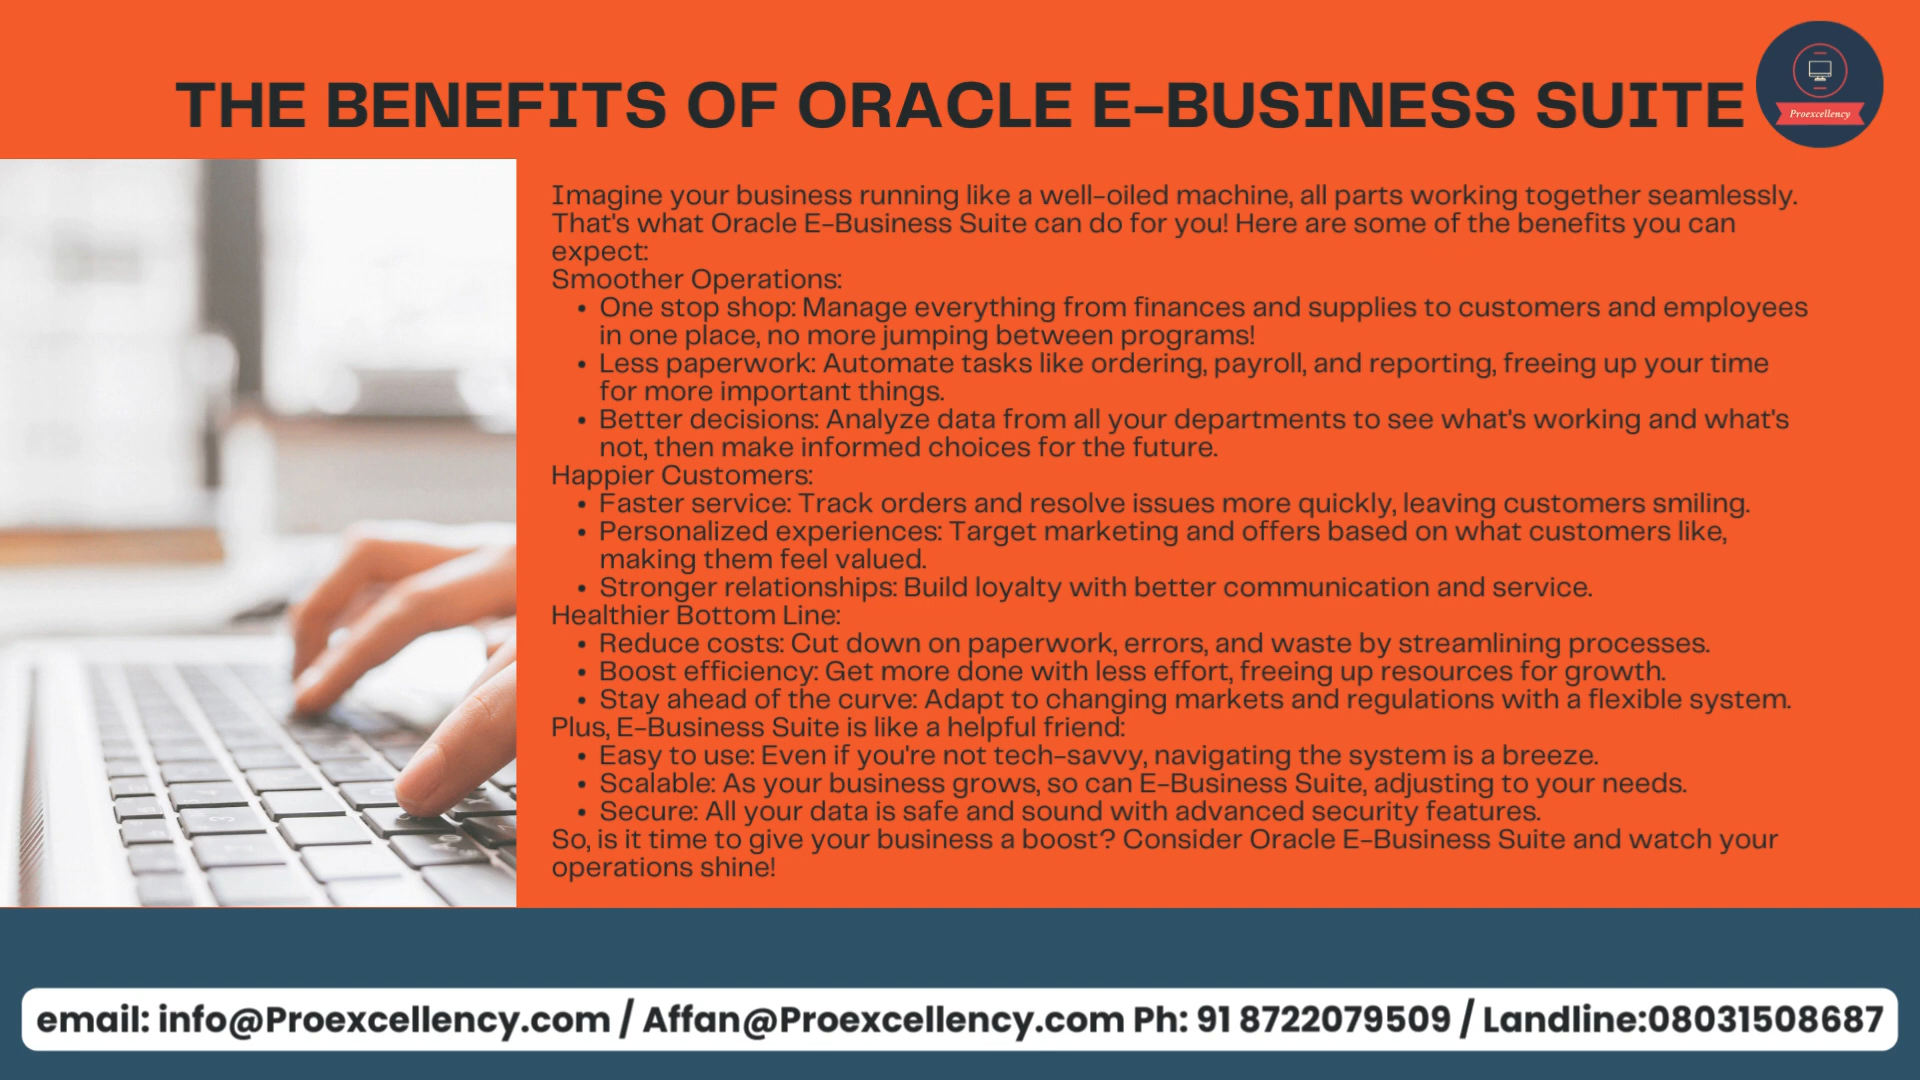 THE BENEFITS OF ORACLE E-BUSINESS SUITE
Proexcellency
Imagine your business running like a well-oiled machine, all parts working together seamlessly.
That's what Oracle E-Business Suite can do for you! Here are some of the benefits you can
expect:
Smoother Operations:
• One stop shop: Manage everything from finances and supplies to customers and employees
in one place, no more jumping between programs!
• Less paperwork: Automate tasks like ordering, payroll, and reporting, freeing up your time
for more important things.
• Better decisions: Analyze data from all your departments to see what's working and what's
not, then make informed choices for the future.
Happier Customers:
• Faster service: Track orders and resolve issues more quickly, leaving customers smiling.
• Personalized experiences: Target marketing and offers based on what customers like,
making them feel valued.
• Stronger relationships: Build loyalty with better communication and service.
Healthier Bottom Line:
• Reduce costs: Cut down on paperwork, errors, and waste by streamlining processes.
• Boost efficiency: Get more done with less effort, freeing up resources for growth.
• Stay ahead of the curve: Adapt to changing markets and regulations with a flexible system.
Plus, E-Business Suite is like a helpful friend:
• Easy to use: Even if you're not tech-savvy, navigating the system is a breeze.
• Scalable: As your business grows, so can E-Business Suite, adjusting to your needs.
• Secure: All your data is safe and sound with advanced security features.
So, is it time to give your business a boost? Consider Oracle E-Business Suite and watch your
operations shine!
email: info@Proexcellency.com / Affan@Proexcellency.com Ph: 91 8722079509 / Landline:08031508687